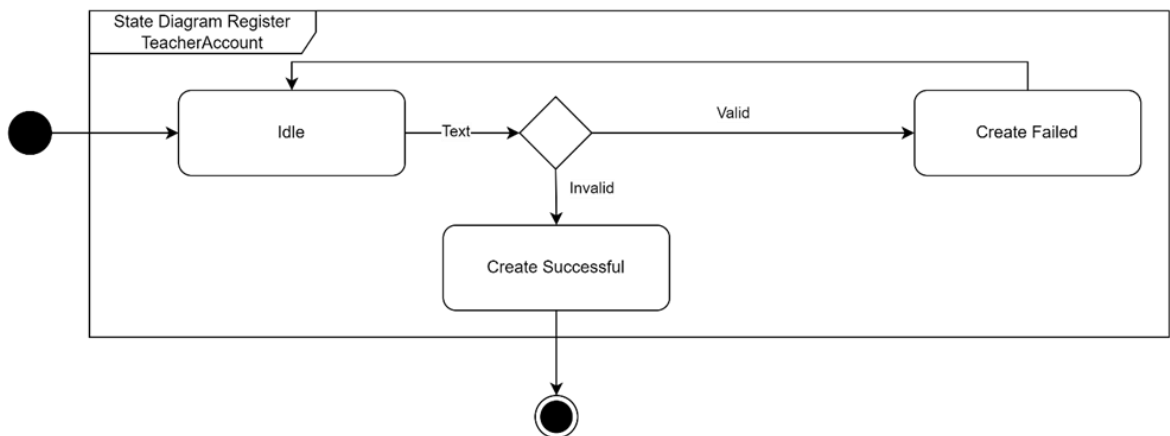 State Diagram Register
TeacherAccount
Idle
Text
Valid
Create Failed
Invalid
Create Successful